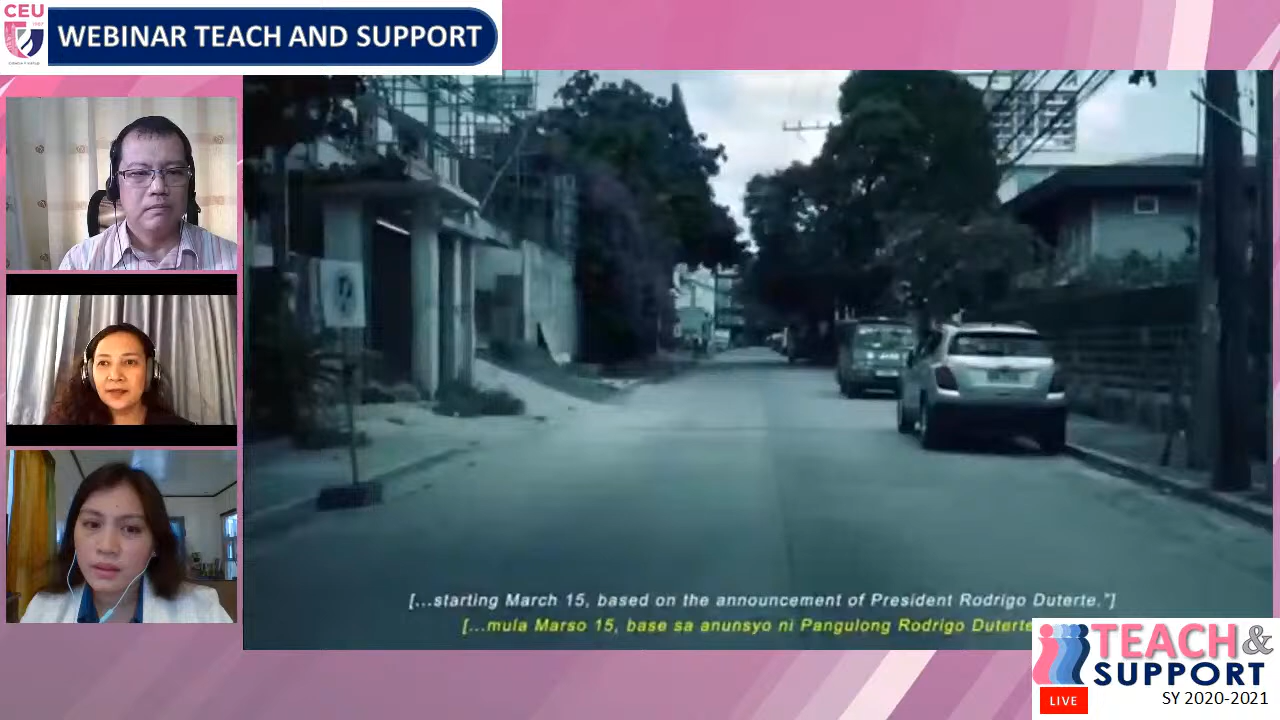 CEU
1907
WEBINAR TEACH AND SUPPORT
[...starting March 15, based on the announcement of President Rodrigo Duterte."]
[...mula Marso 15, base sa anunsyo ni Pangulong Rodrigo Duterte
TEACH&
SUPPORT
LIVE
SY 2020-2021